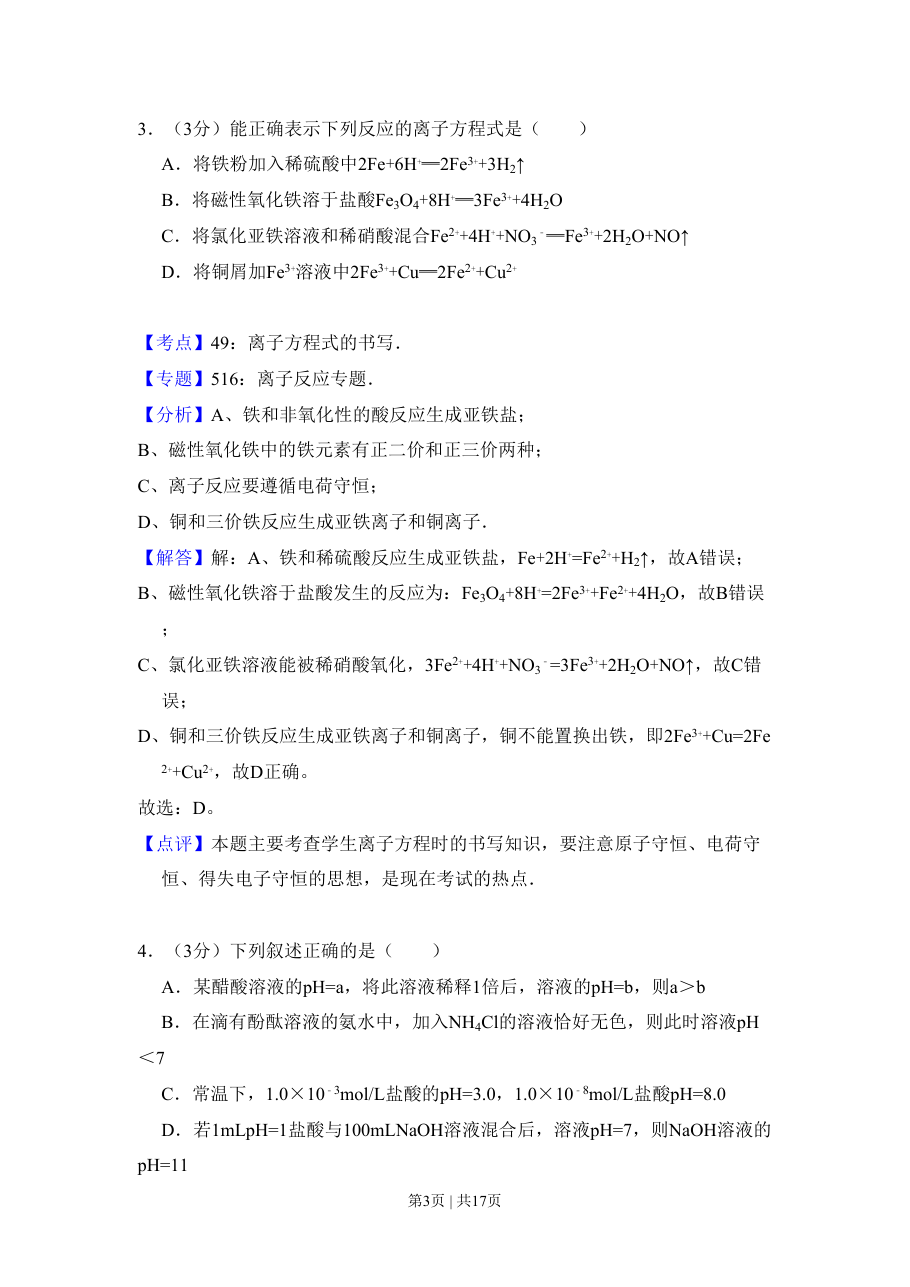 3．（3分）能正确表示下列反应的离子方程式是（　　）
A．将铁粉加入稀硫酸中2Fe+6H⁺═2Fe³⁺+3H₂↑
B．将磁性氧化铁溶于盐酸Fe₃O₄+8H⁺═3Fe³⁺+4H₂O
C．将氯化亚铁溶液和稀硝酸混合Fe²⁺+4H⁺+NO₃⁻═Fe³⁺+2H₂O+NO↑
D．将铜屑加Fe³⁺溶液中2Fe³⁺+Cu═2Fe²⁺+Cu²⁺
【考点】49：离子方程式的书写．
【专题】516：离子反应专题．
【分析】A、铁和非氧化性的酸反应生成亚铁盐；
B、磁性氧化铁中的铁元素有正二价和正三价两种；
C、离子反应要遵循电荷守恒；
D、铜和三价铁反应生成亚铁离子和铜离子．
【解答】解：A、铁和稀硫酸反应生成亚铁盐，Fe+2H⁺=Fe²⁺+H₂↑，故A错误；
B、磁性氧化铁溶于盐酸发生的反应为：Fe₃O₄+8H⁺=2Fe³⁺+Fe²⁺+4H₂O，故B错误
；
C、氯化亚铁溶液能被稀硝酸氧化，3Fe²⁺+4H⁺+NO₃⁻=3Fe³⁺+2H₂O+NO↑，故C错
误；
D、铜和三价铁反应生成亚铁离子和铜离子，铜不能置换出铁，即2Fe³⁺+Cu=2Fe
²⁺+Cu²⁺，故D正确。
故选：D。
【点评】本题主要考查学生离子方程时的书写知识，要注意原子守恒、电荷守
恒、得失电子守恒的思想，是现在考试的热点．
4．（3分）下列叙述正确的是（　　）
A．某醋酸溶液的pH=a，将此溶液稀释1倍后，溶液的pH=b，则a＞b
B．在滴有酚酞溶液的氨水中，加入NH₄Cl的溶液恰好无色，则此时溶液pH
＜7
C．常温下，1.0×10⁻³mol/L盐酸的pH=3.0，1.0×10⁻⁸mol/L盐酸pH=8.0
D．若1mLpH=1盐酸与100mLNaOH溶液混合后，溶液pH=7，则NaOH溶液的
pH=11
第3页 | 共17页